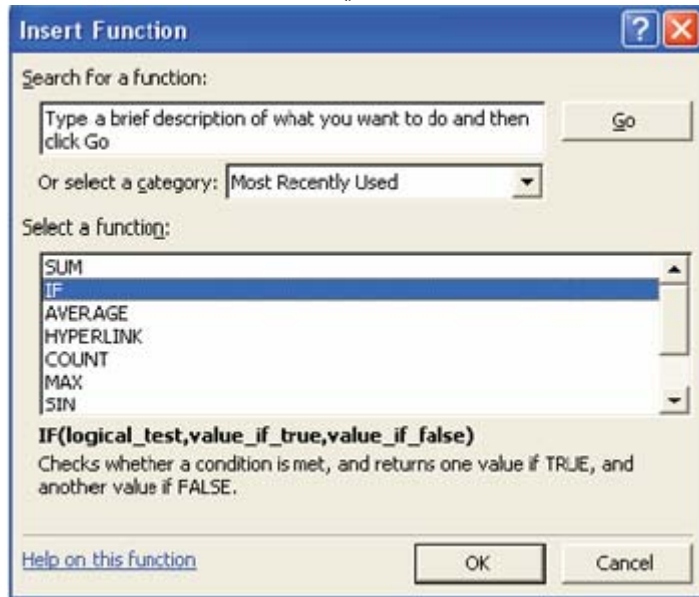 Insert Function
Search for a function:
Type a brief description of what you want to do and then
click Go
Go
Or select a category: Most Recently Used
Select a function:
SUM
IF
AVERAGE
HYPERLINK
COUNT
MAX
SIN
IF(logical_test,value_if_true,value_if_false)
Checks whether a condition is met, and returns one value if TRUE, and
another value if FALSE.
Help on this function
OK
Cancel